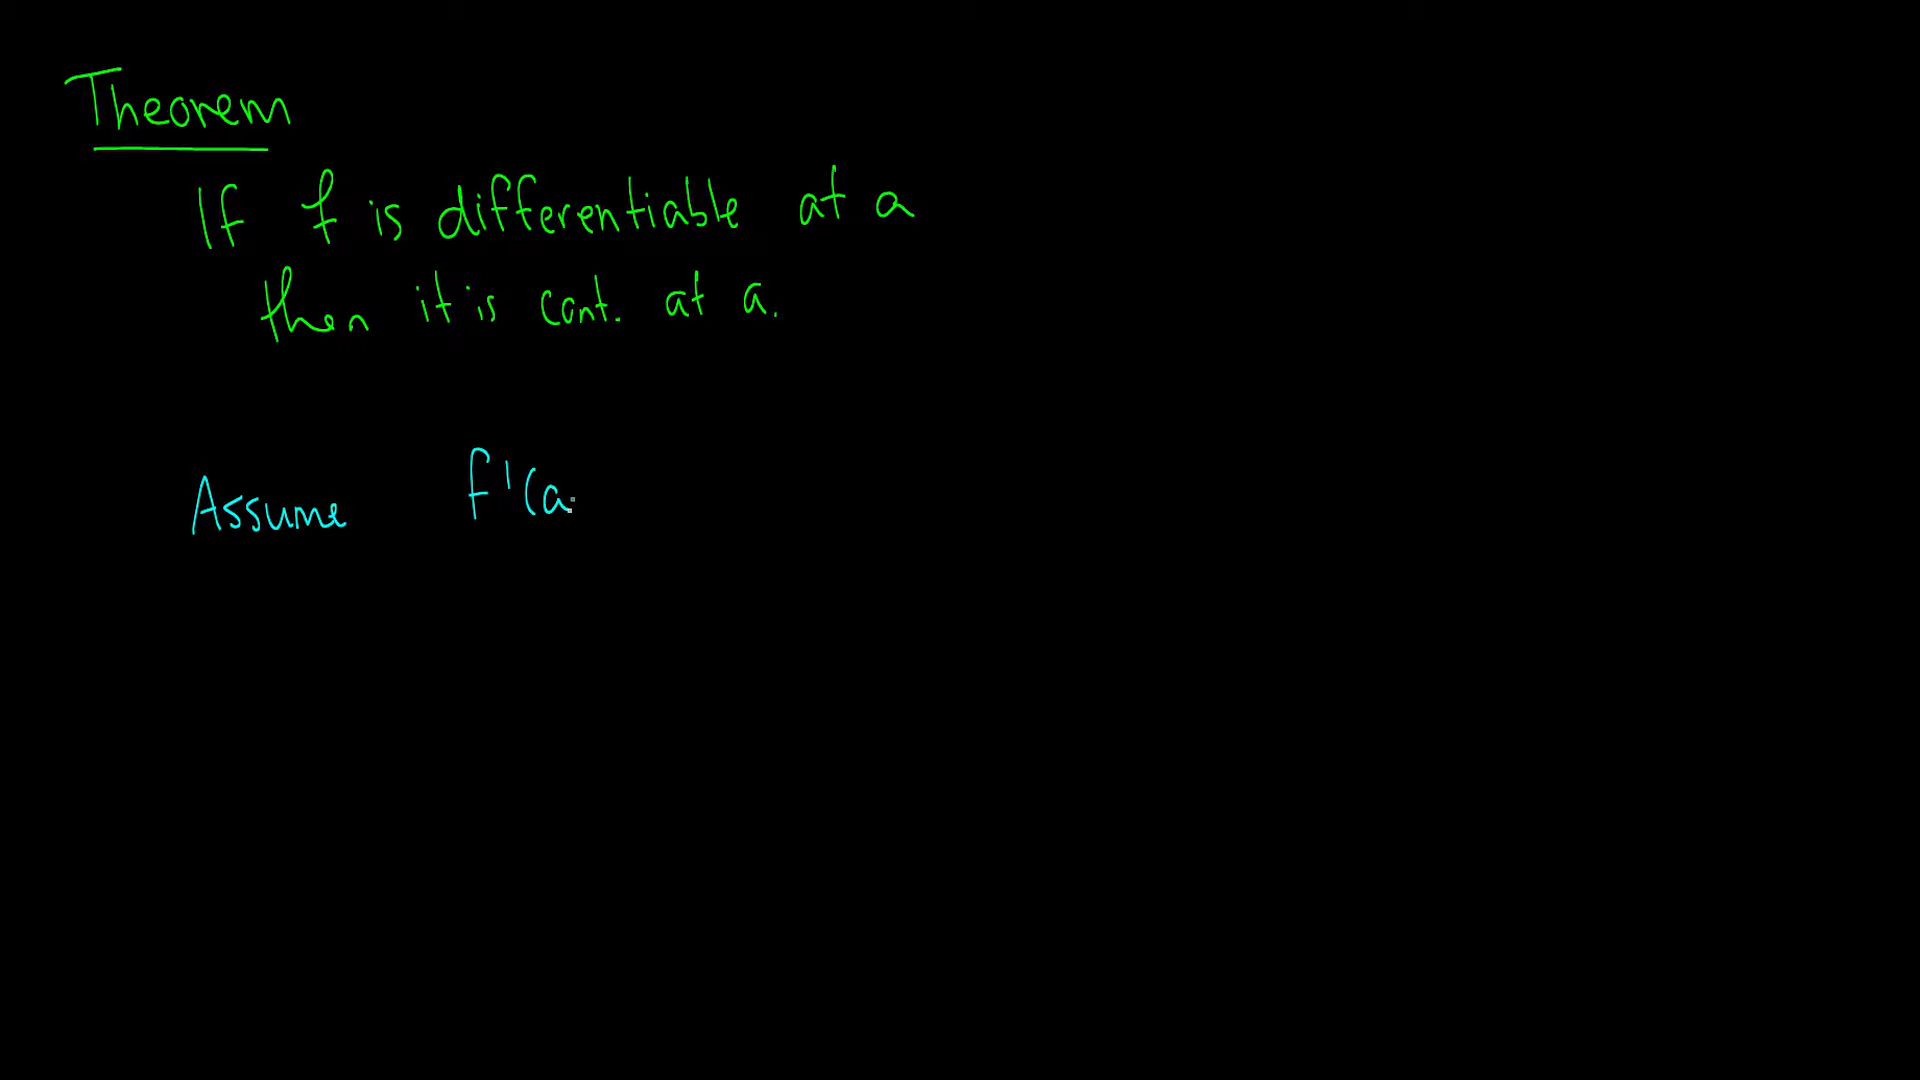 Theorem
If f is differentiable at a
then it is cont. at a.
Assume f'(a